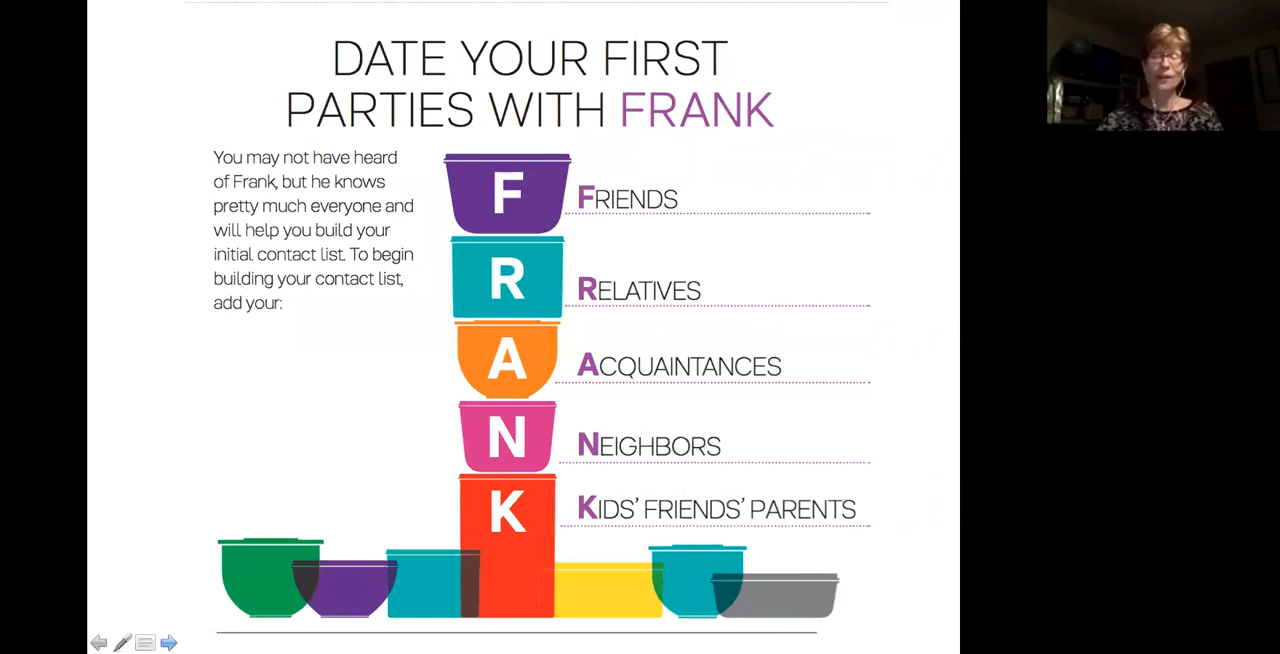 DATE YOUR FIRST
PARTIES WITH FRANK
You may not have heard
of Frank, but he knows
pretty much everyone and
will help you build your
initial contact list. To begin
building your contact list,
add your:
F
FRIENDS
R
RELATIVES
A
ACQUAINTANCES
N
NEIGHBORS
K
KIDS’ FRIENDS’ PARENTS